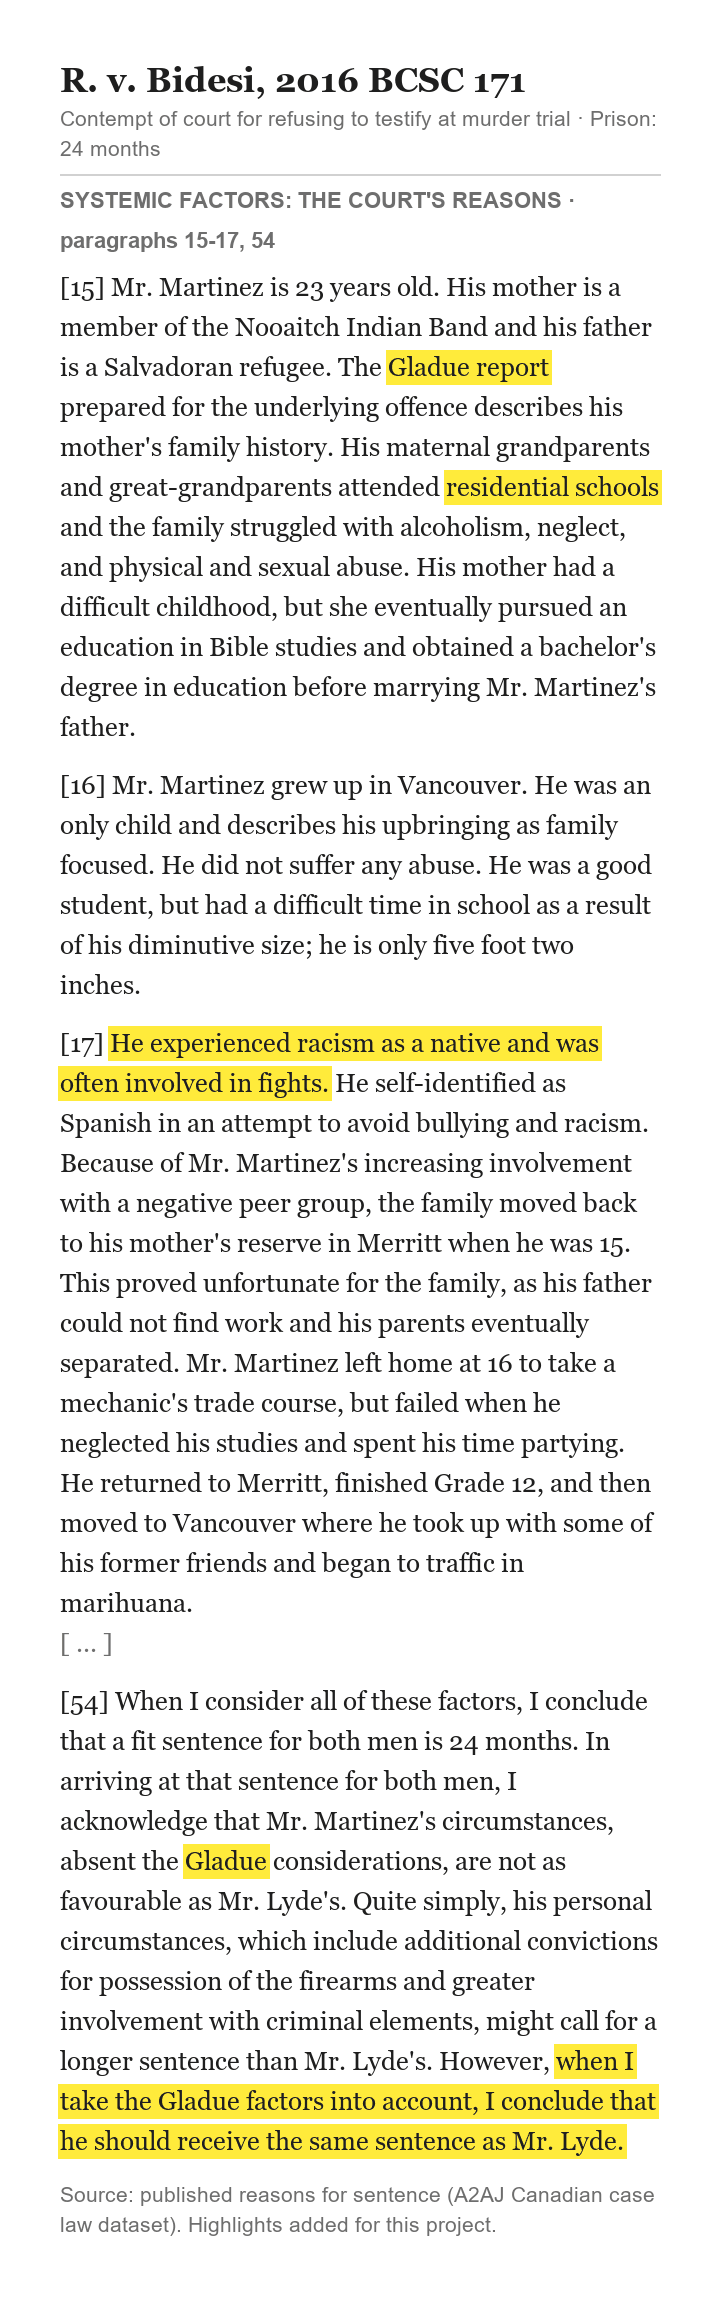 R. v. Bidesi, 2016 BCSC 171
Contempt of court for refusing to testify at murder trial · Prison:
24 months
SYSTEMIC FACTORS: THE COURT'S REASONS ·
paragraphs 15-17, 54
[15] Mr. Martinez is 23 years old. His mother is a
member of the Nooaitch Indian Band and his father
is a Salvadoran refugee. The Gladue report
prepared for the underlying offence describes his
mother's family history. His maternal grandparents
and great-grandparents attended residential schools
and the family struggled with alcoholism, neglect,
and physical and sexual abuse. His mother had a
difficult childhood, but she eventually pursued an
education in Bible studies and obtained a bachelor's
degree in education before marrying Mr. Martinez's
father.
[16] Mr. Martinez grew up in Vancouver. He was an
only child and describes his upbringing as family
focused. He did not suffer any abuse. He was a good
student, but had a difficult time in school as a result
of his diminutive size; he is only five foot two
inches.
[17] He experienced racism as a native and was
often involved in fights. He self-identified as
Spanish in an attempt to avoid bullying and racism.
Because of Mr. Martinez's increasing involvement
with a negative peer group, the family moved back
to his mother's reserve in Merritt when he was 15.
This proved unfortunate for the family, as his father
could not find work and his parents eventually
separated. Mr. Martinez left home at 16 to take a
mechanic's trade course, but failed when he
neglected his studies and spent his time partying.
He returned to Merritt, finished Grade 12, and then
moved to Vancouver where he took up with some of
his former friends and began to traffic in
marihuana.
[ ... ]
[54] When I consider all of these factors, I conclude
that a fit sentence for both men is 24 months. In
arriving at that sentence for both men, I
acknowledge that Mr. Martinez's circumstances,
absent the Gladue considerations, are not as
favourable as Mr. Lyde's. Quite simply, his personal
circumstances, which include additional convictions
for possession of the firearms and greater
involvement with criminal elements, might call for a
longer sentence than Mr. Lyde's. However, when I
take the Gladue factors into account, I conclude that
he should receive the same sentence as Mr. Lyde.
Source: published reasons for sentence (A2AJ Canadian case
law dataset). Highlights added for this project.